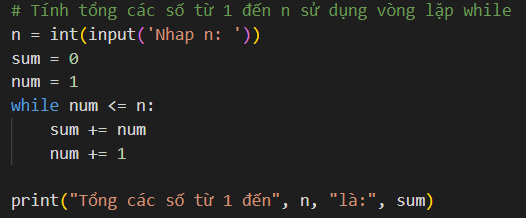 # Tính tổng các số từ 1 đến n sử dụng vòng lặp while
n = int(input('Nhap n: '))
sum = 0
num = 1
while num <= n:
    sum += num
    num += 1
print("Tổng các số từ 1 đến", n, "là:", sum)